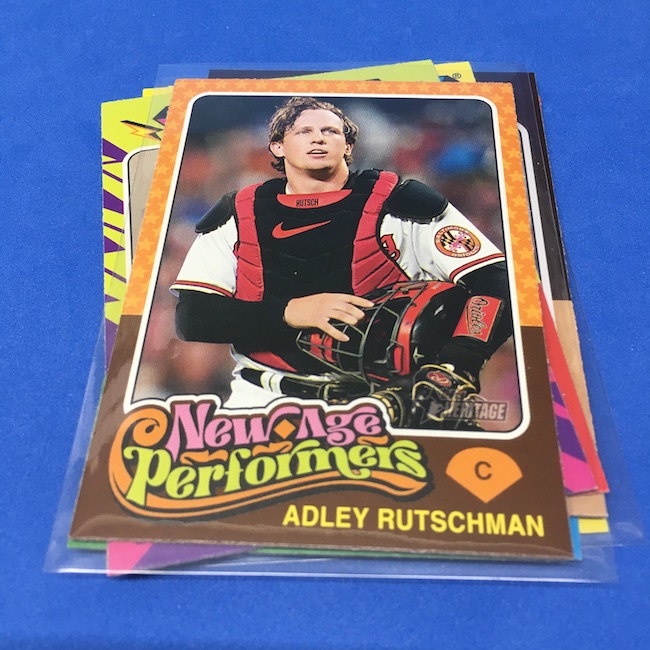 RUTSCH
Orioles
HERITAGE
New Age
Performers
C
ADLEY RUTSCHMAN
®